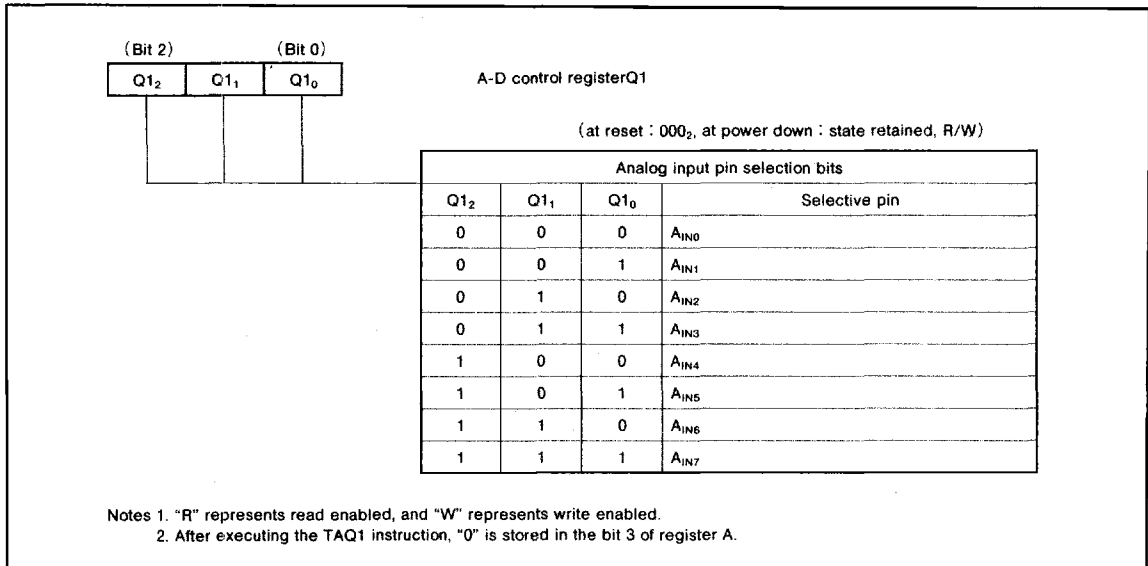 (Bit 2) (Bit 0)
Q1₂ Q1₁ Q1₀
A-D control registerQ1
(at reset : 000₂, at power down : state retained, R/W)
Analog input pin selection bits
Q1₂ Q1₁ Q1₀ Selective pin
0 0 0 A_IN0
0 0 1 A_IN1
0 1 0 A_IN2
0 1 1 A_IN3
1 0 0 A_IN4
1 0 1 A_IN5
1 1 0 A_IN6
1 1 1 A_IN7
Notes 1. “R” represents read enabled, and “W” represents write enabled.
2. After executing the TAQ1 instruction, “0” is stored in the bit 3 of register A.